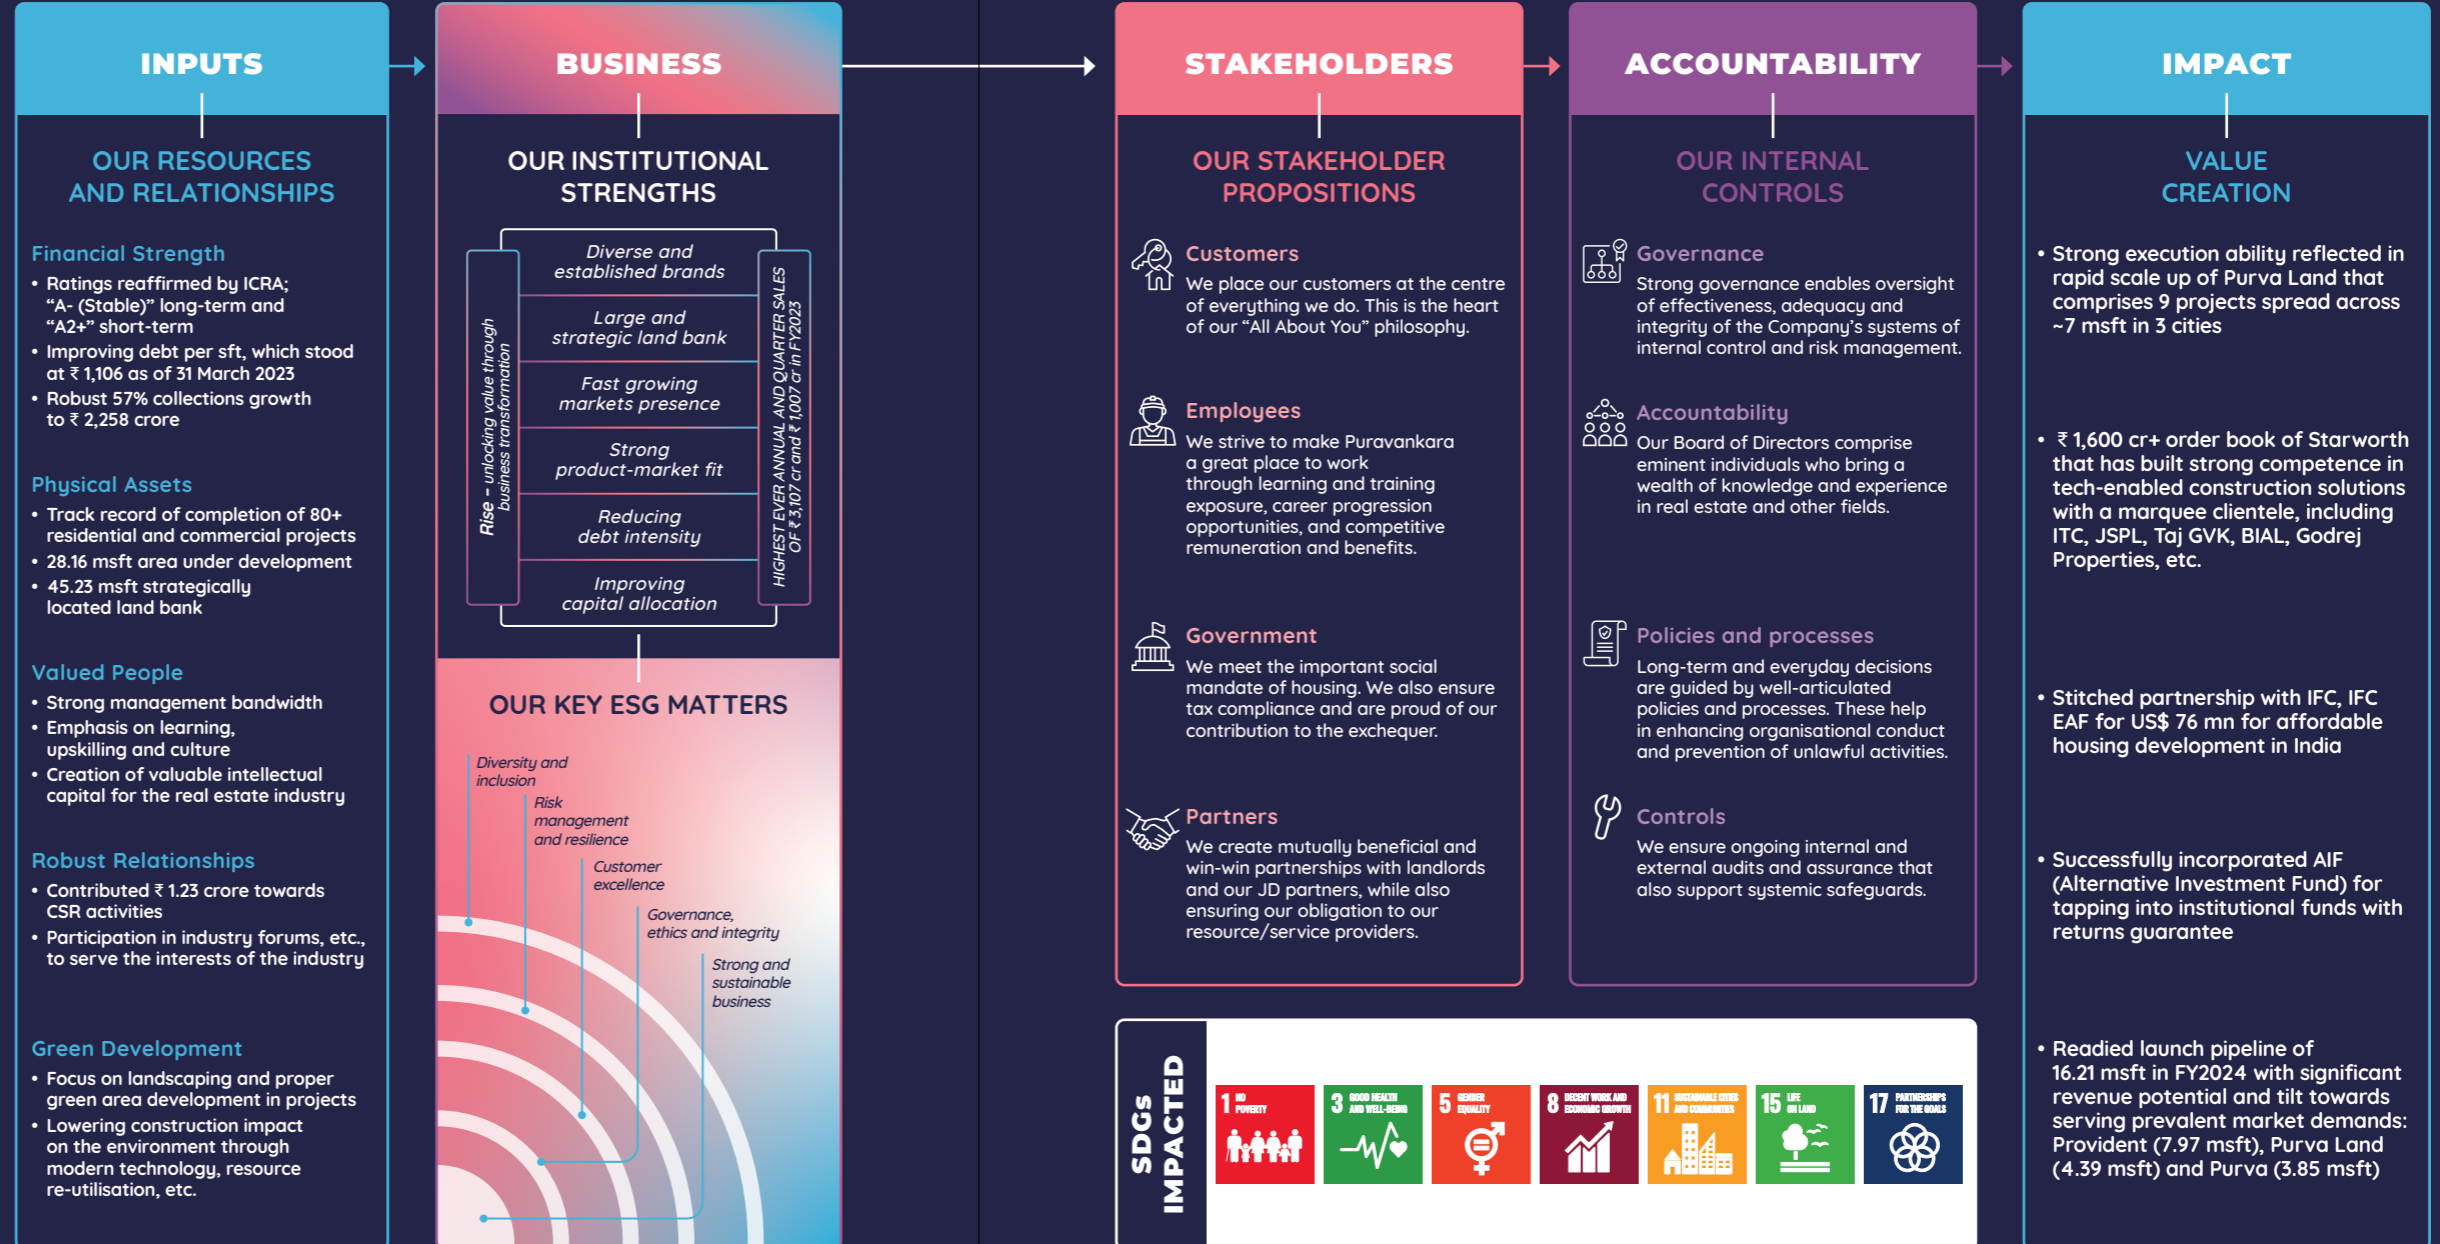 INPUTS
OUR RESOURCES
AND RELATIONSHIPS
Financial Strength
• Ratings reaffirmed by ICRA;
“A- (Stable)” long-term and
“A2+” short-term
• Improving debt per sft, which stood
at ₹ 1,106 as of 31 March 2023
• Robust 57% collections growth
to ₹ 2,258 crore
Physical Assets
• Track record of completion of 80+
residential and commercial projects
• 28.16 msft area under development
• 45.23 msft strategically
located land bank
Valued People
• Strong management bandwidth
• Emphasis on learning,
upskilling and culture
• Creation of valuable intellectual
capital for the real estate industry
Robust Relationships
• Contributed ₹ 1.23 crore towards
CSR activities
• Participation in industry forums, etc.,
to serve the interests of the industry
Green Development
• Focus on landscaping and proper
green area development in projects
• Lowering construction impact
on the environment through
modern technology, resource
re-utilisation, etc.
BUSINESS
OUR INSTITUTIONAL
STRENGTHS
Rise – unlocking value through
business transformation
Diverse and
established brands
Large and
strategic land bank
Fast growing
markets presence
Strong
product-market fit
Reducing
debt intensity
Improving
capital allocation
HIGHEST EVER ANNUAL AND QUARTER SALES
OF ₹ 3,107 cr and ₹ 1,007 cr in FY2023
OUR KEY ESG MATTERS
Diversity and
inclusion
Risk
management
and resilience
Customer
excellence
Governance,
ethics and integrity
Strong and
sustainable
business
STAKEHOLDERS
OUR STAKEHOLDER
PROPOSITIONS
Customers
We place our customers at the centre
of everything we do. This is the heart
of our “All About You” philosophy.
Employees
We strive to make Puravankara
a great place to work
through learning and training
exposure, career progression
opportunities, and competitive
remuneration and benefits.
Government
We meet the important social
mandate of housing. We also ensure
tax compliance and are proud of our
contribution to the exchequer.
Partners
We create mutually beneficial and
win-win partnerships with landlords
and our JD partners, while also
ensuring our obligation to our
resource/service providers.
ACCOUNTABILITY
OUR INTERNAL
CONTROLS
Governance
Strong governance enables oversight
of effectiveness, adequacy and
integrity of the Company’s systems of
internal control and risk management.
Accountability
Our Board of Directors comprise
eminent individuals who bring a
wealth of knowledge and experience
in real estate and other fields.
Policies and processes
Long-term and everyday decisions
are guided by well-articulated
policies and processes. These help
in enhancing organisational conduct
and prevention of unlawful activities.
Controls
We ensure ongoing internal and
external audits and assurance that
also support systemic safeguards.
SDGs
IMPACTED
1 NO
POVERTY
3 GOOD HEALTH
AND WELL-BEING
5 GENDER
EQUALITY
8 DECENT WORK AND
ECONOMIC GROWTH
11 SUSTAINABLE CITIES
AND COMMUNITIES
15 LIFE
ON LAND
17 PARTNERSHIPS
FOR THE GOALS
IMPACT
VALUE
CREATION
• Strong execution ability reflected in
rapid scale up of Purva Land that
comprises 9 projects spread across
~7 msft in 3 cities
• ₹ 1,600 cr+ order book of Starworth
that has built strong competence in
tech-enabled construction solutions
with a marquee clientele, including
ITC, JSPL, Taj GVK, BIAL, Godrej
Properties, etc.
• Stitched partnership with IFC, IFC
EAF for US$ 76 mn for affordable
housing development in India
• Successfully incorporated AIF
(Alternative Investment Fund) for
tapping into institutional funds with
returns guarantee
• Readied launch pipeline of
16.21 msft in FY2024 with significant
revenue potential and tilt towards
serving prevalent market demands:
Provident (7.97 msft), Purva Land
(4.39 msft) and Purva (3.85 msft)